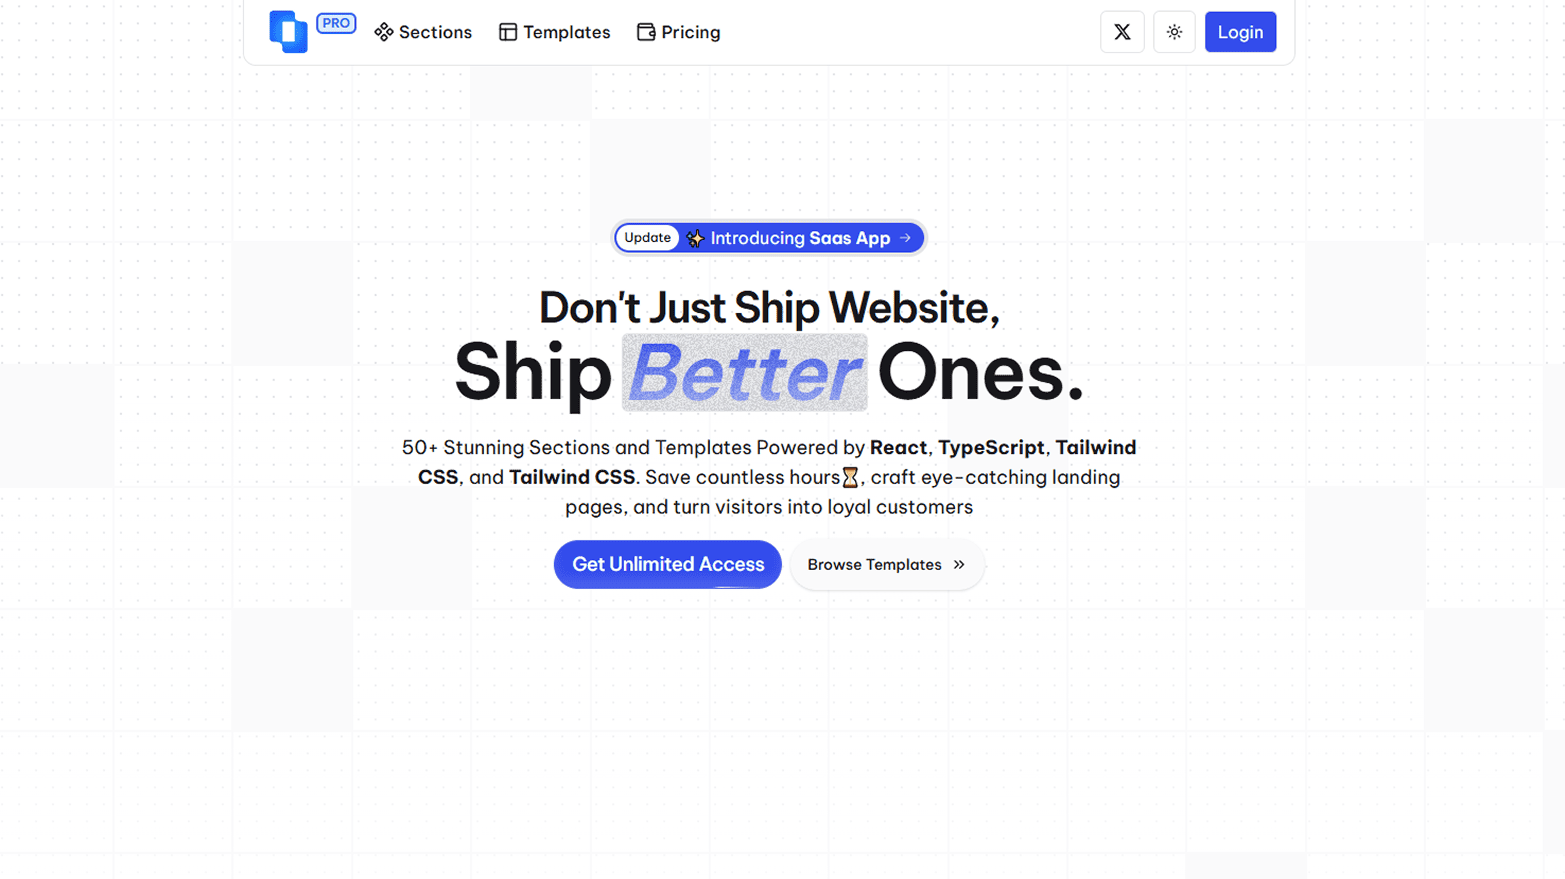 PRO Sections Templates Pricing Login
Update ✨ Introducing Saas App →
Don't Just Ship Website,
Ship Better Ones.
50+ Stunning Sections and Templates Powered by React, TypeScript, Tailwind
CSS, and Tailwind CSS. Save countless hours⏳, craft eye-catching landing
pages, and turn visitors into loyal customers
Get Unlimited Access Browse Templates »